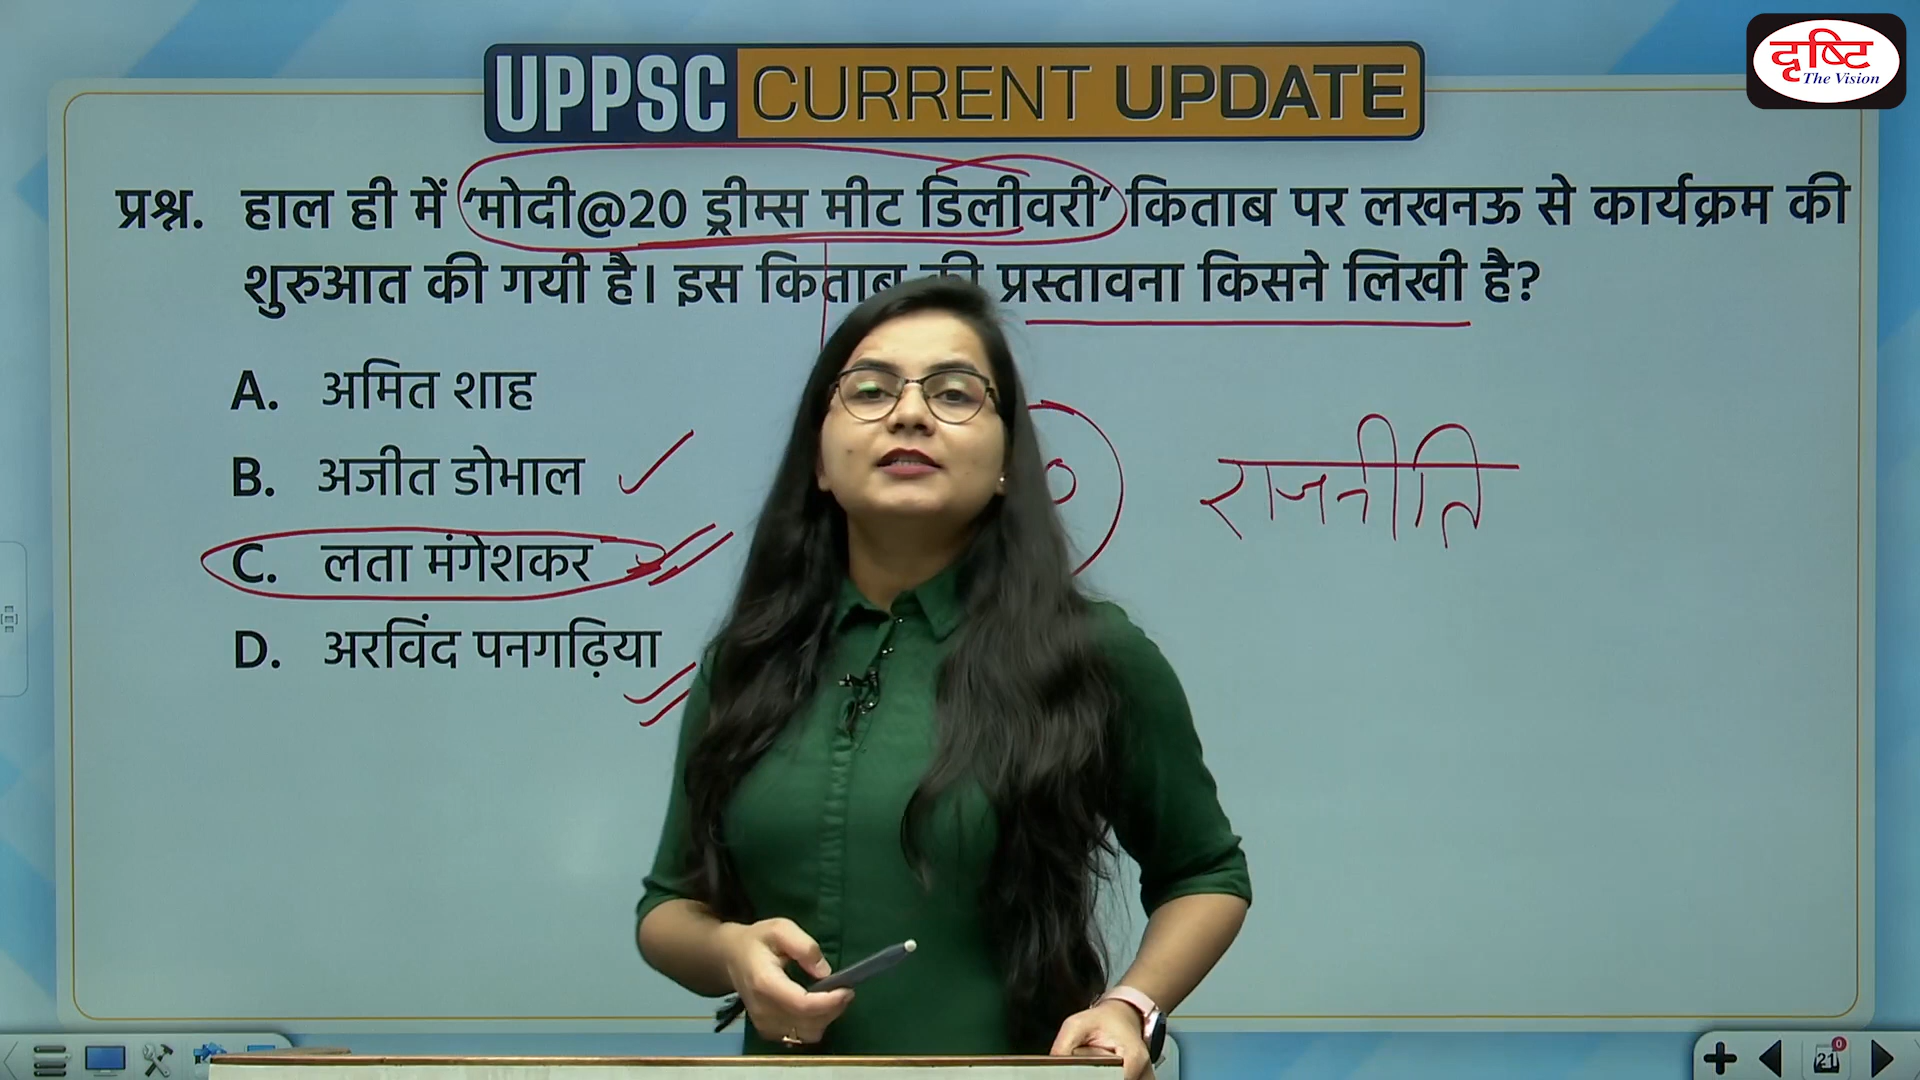 दृष्टि
The Vision
UPPSC CURRENT UPDATE
प्रश्न. हाल ही में ‘मोदी@20 ड्रीम्स मीट डिलीवरी’ किताब पर लखनऊ से कार्यक्रम की
शुरुआत की गयी है। इस किताब की प्रस्तावना किसने लिखी है?
A. अमित शाह
B. अजीत डोभाल
C. लता मंगेशकर
D. अरविंद पनगढ़िया
राजनीति
21
0